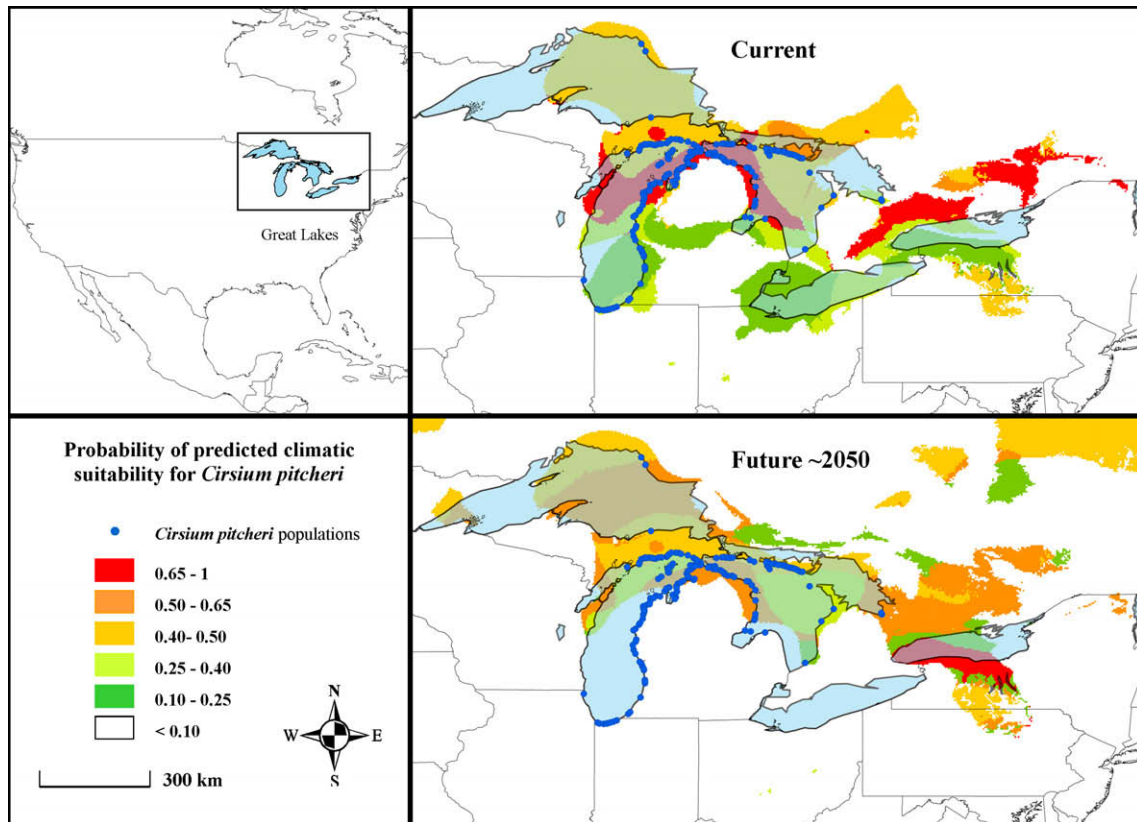 Great Lakes
Current
Probability of predicted climatic
suitability for Cirsium pitcheri
Cirsium pitcheri populations
0.65 - 1
0.50 - 0.65
0.40- 0.50
0.25 - 0.40
0.10 - 0.25
< 0.10
N
W E
S
300 km
Future ~2050